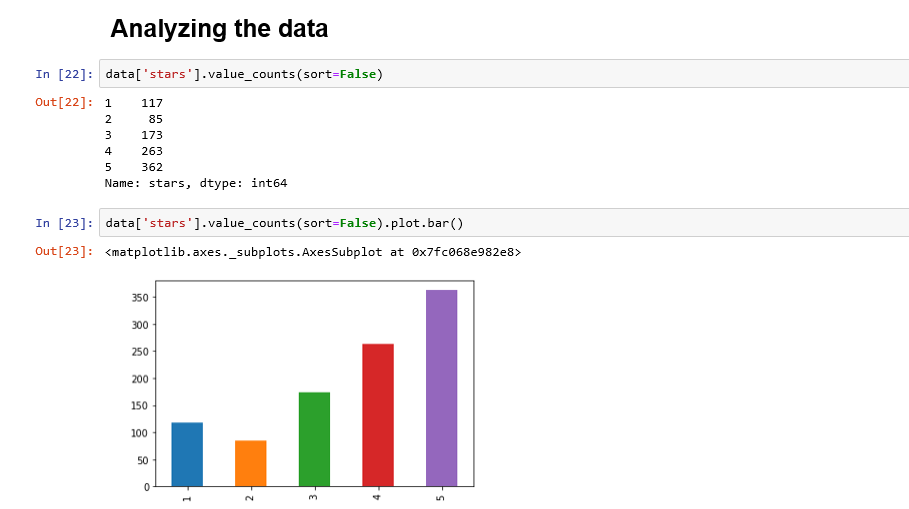 Analyzing the data
In [22]: data['stars'].value_counts(sort=False)
Out[22]: 1    117
2     85
3    173
4    263
5    362
Name: stars, dtype: int64
In [23]: data['stars'].value_counts(sort=False).plot.bar()
Out[23]: <matplotlib.axes._subplots.AxesSubplot at 0x7fc068e982e8>
350
300
250
200
150
100
50
0
1 2 3 4 5